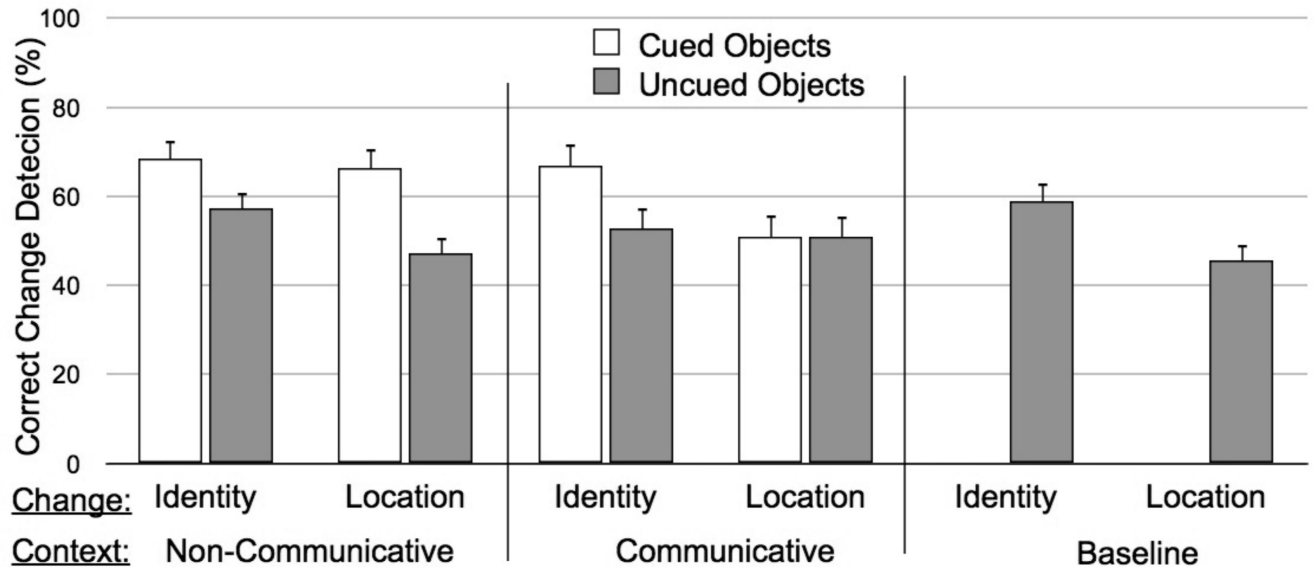 Correct Change Detecion (%)
100
80
60
40
20
0
Cued Objects
Uncued Objects
Change: Identity Location Identity Location Identity Location
Context: Non-Communicative Communicative Baseline